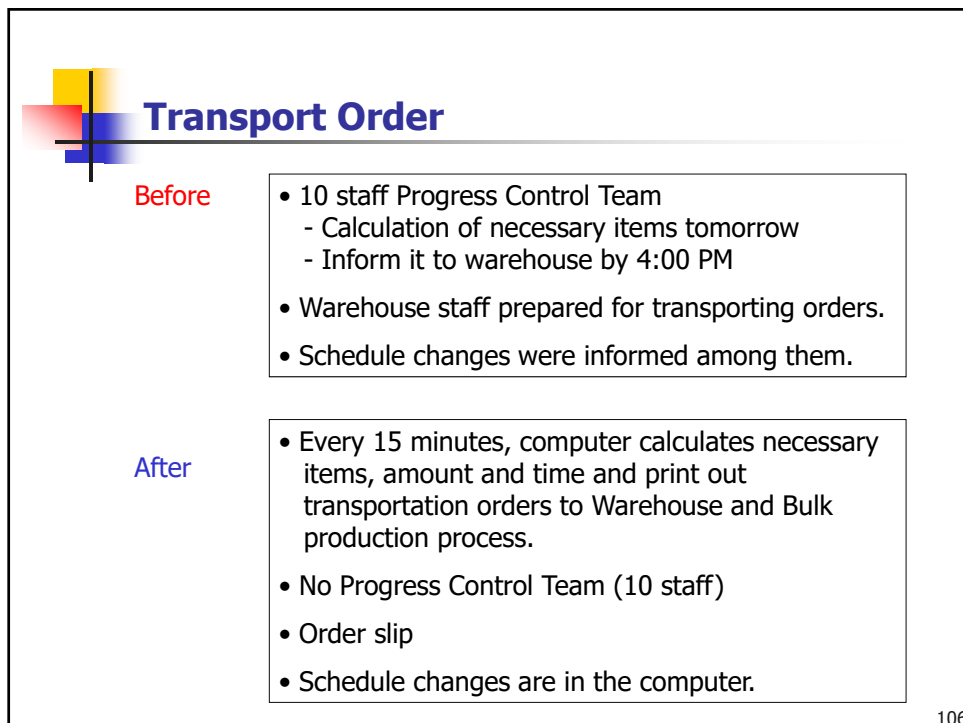 Transport Order
Before
• 10 staff Progress Control Team
- Calculation of necessary items tomorrow
- Inform it to warehouse by 4:00 PM
• Warehouse staff prepared for transporting orders.
• Schedule changes were informed among them.
After
• Every 15 minutes, computer calculates necessary
items, amount and time and print out
transportation orders to Warehouse and Bulk
production process.
• No Progress Control Team (10 staff)
• Order slip
• Schedule changes are in the computer.
106